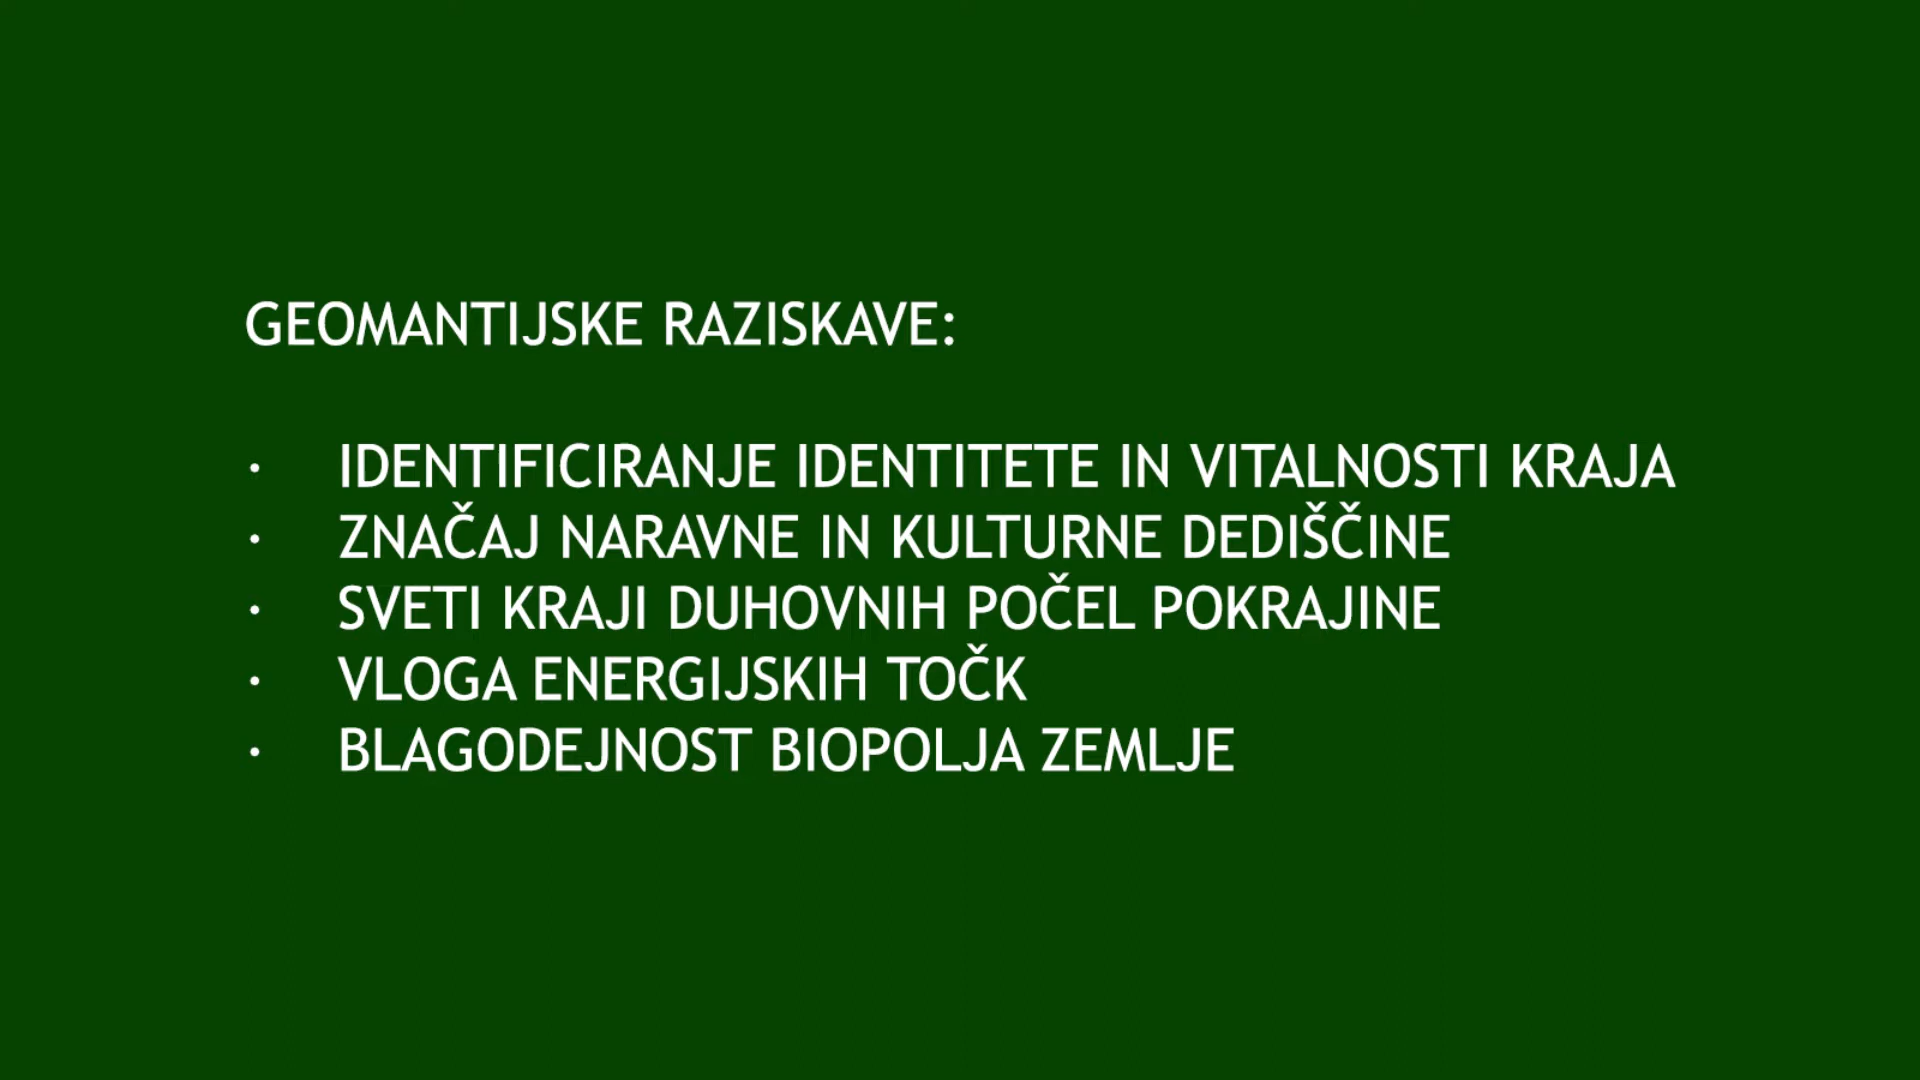 GEOMANTIJSKE RAZISKAVE:
· IDENTIFICIRANJE IDENTITETE IN VITALNOSTI KRAJA
· ZNAČAJ NARAVNE IN KULTURNE DEDIŠČINE
· SVETI KRAJI DUHOVNIH POČEL POKRAJINE
· VLOGA ENERGIJSKIH TOČK
· BLAGODEJNOST BIOPOLJA ZEMLJE